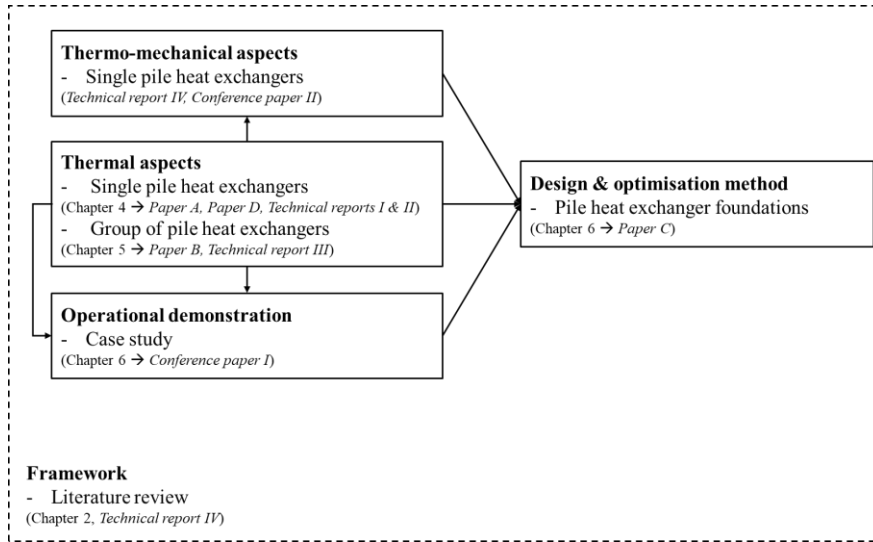 Thermo-mechanical aspects
- Single pile heat exchangers
(Technical report IV, Conference paper II)
Thermal aspects
- Single pile heat exchangers
(Chapter 4 → Paper A, Paper D, Technical reports I & II)
- Group of pile heat exchangers
(Chapter 5 → Paper B, Technical report III)
Operational demonstration
- Case study
(Chapter 6 → Conference paper I)
Design & optimisation method
- Pile heat exchanger foundations
(Chapter 6 → Paper C)
Framework
- Literature review
(Chapter 2, Technical report IV)